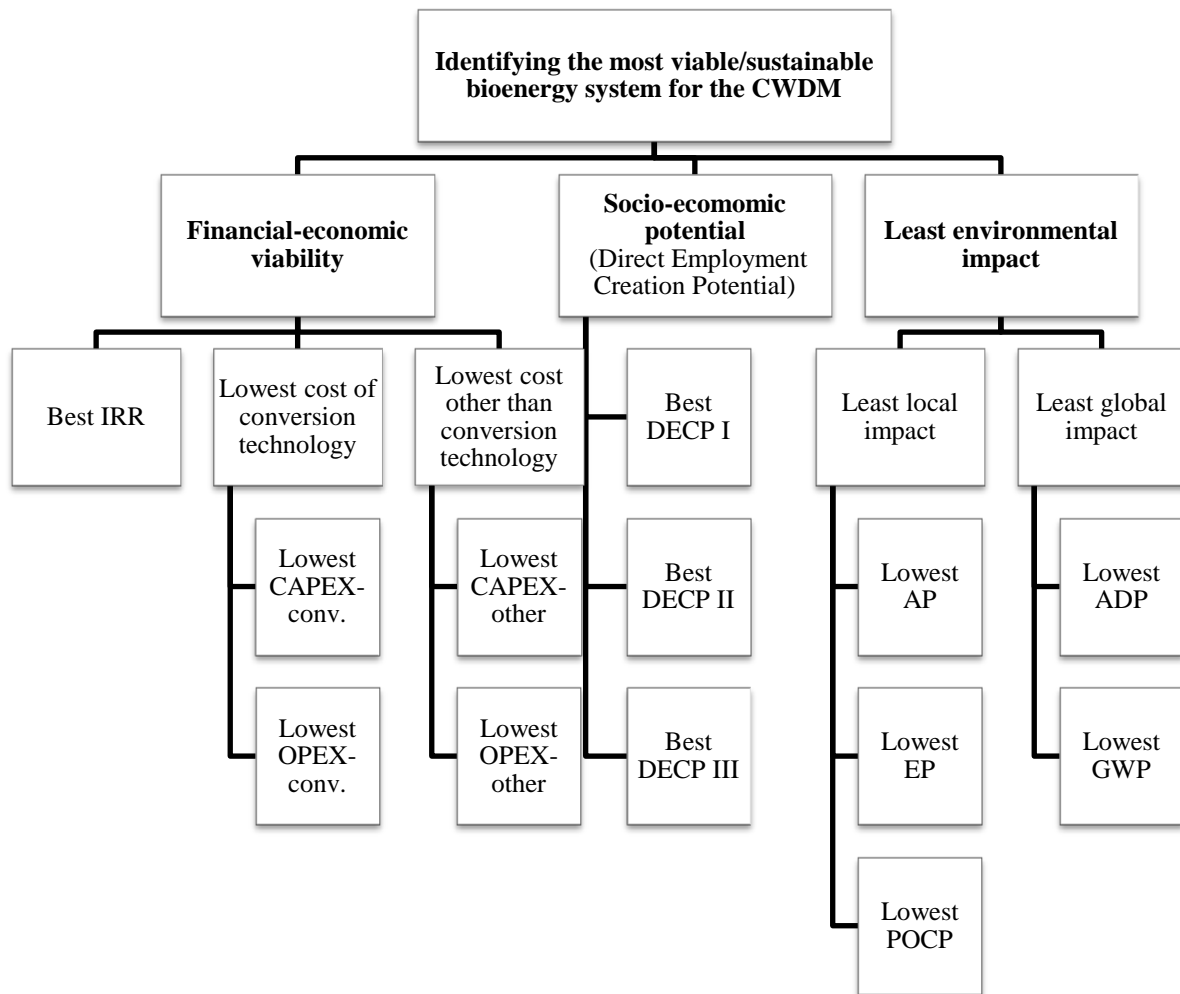 Identifying the most viable/sustainable
bioenergy system for the CWDM
Financial-economic
viability
Socio-ecomomic
potential
(Direct Employment
Creation Potential)
Least environmental
impact
Best IRR
Lowest cost of
conversion
technology
Lowest cost
other than
conversion
technology
Best
DECP I
Least local
impact
Least global
impact
Lowest
CAPEX-
conv.
Lowest
CAPEX-
other
Best
DECP II
Lowest
AP
Lowest
ADP
Lowest
OPEX-
conv.
Lowest
OPEX-
other
Best
DECP III
Lowest
EP
Lowest
GWP
Lowest
POCP